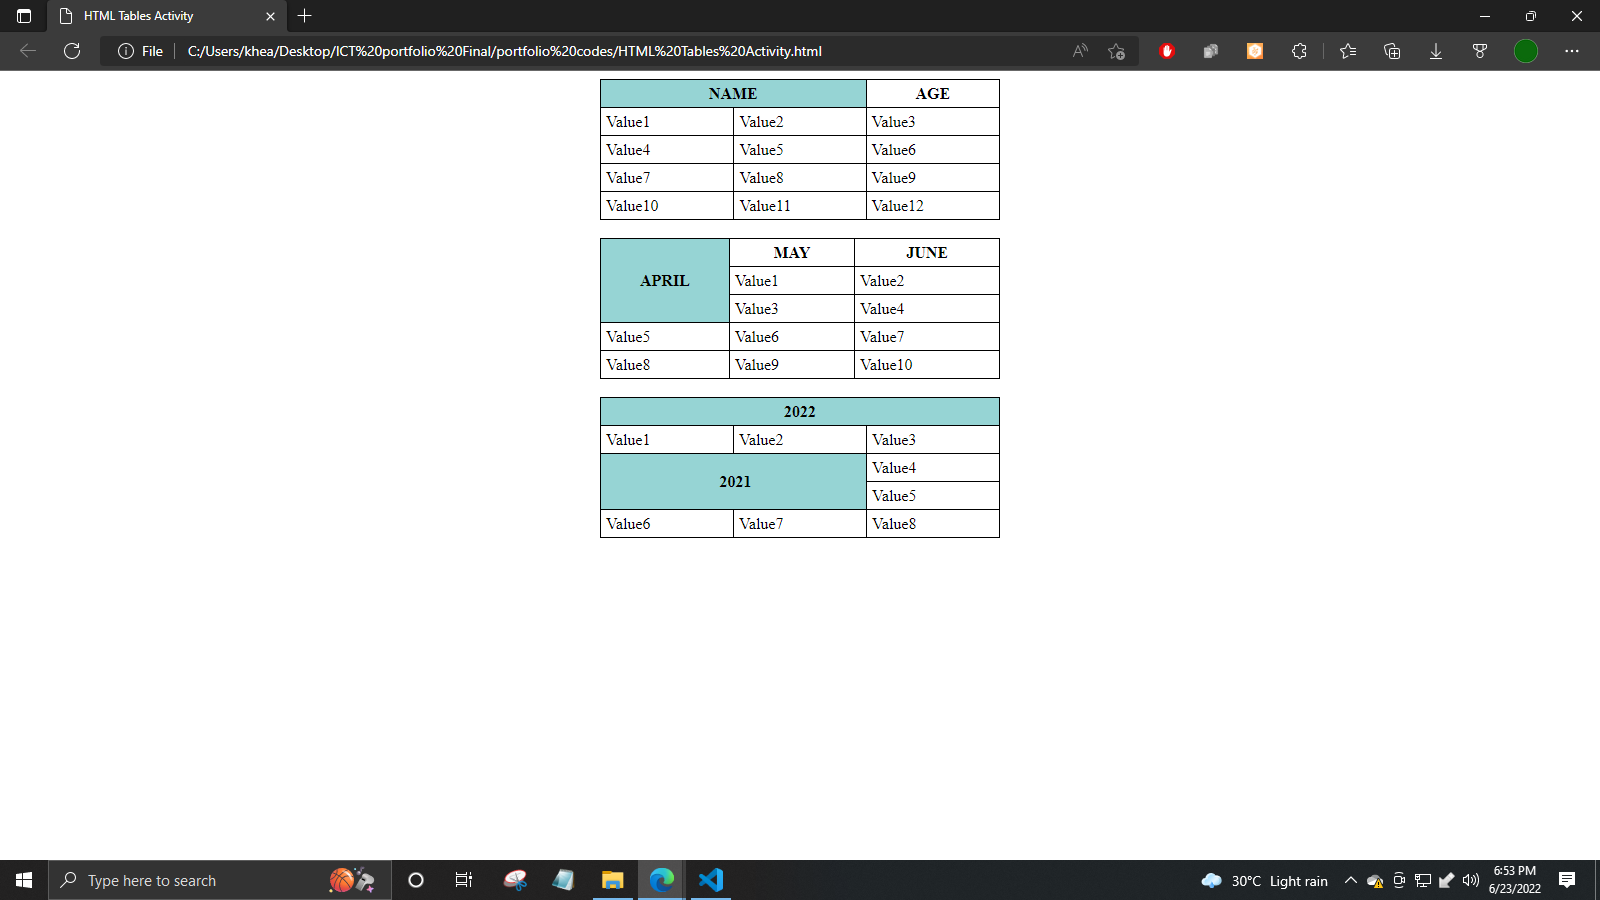 HTML Tables Activity
File C:/Users/khea/Desktop/ICT%20portfolio%20Final/portfolio%20codes/HTML%20Tables%20Activity.html
NAME AGE
Value1 Value2 Value3
Value4 Value5 Value6
Value7 Value8 Value9
Value10 Value11 Value12
APRIL MAY JUNE
Value1 Value2
Value3 Value4
Value5 Value6 Value7
Value8 Value9 Value10
2022
Value1 Value2 Value3
2021 Value4
Value5
Value6 Value7 Value8
Type here to search
30°C Light rain
6:53 PM
6/23/2022